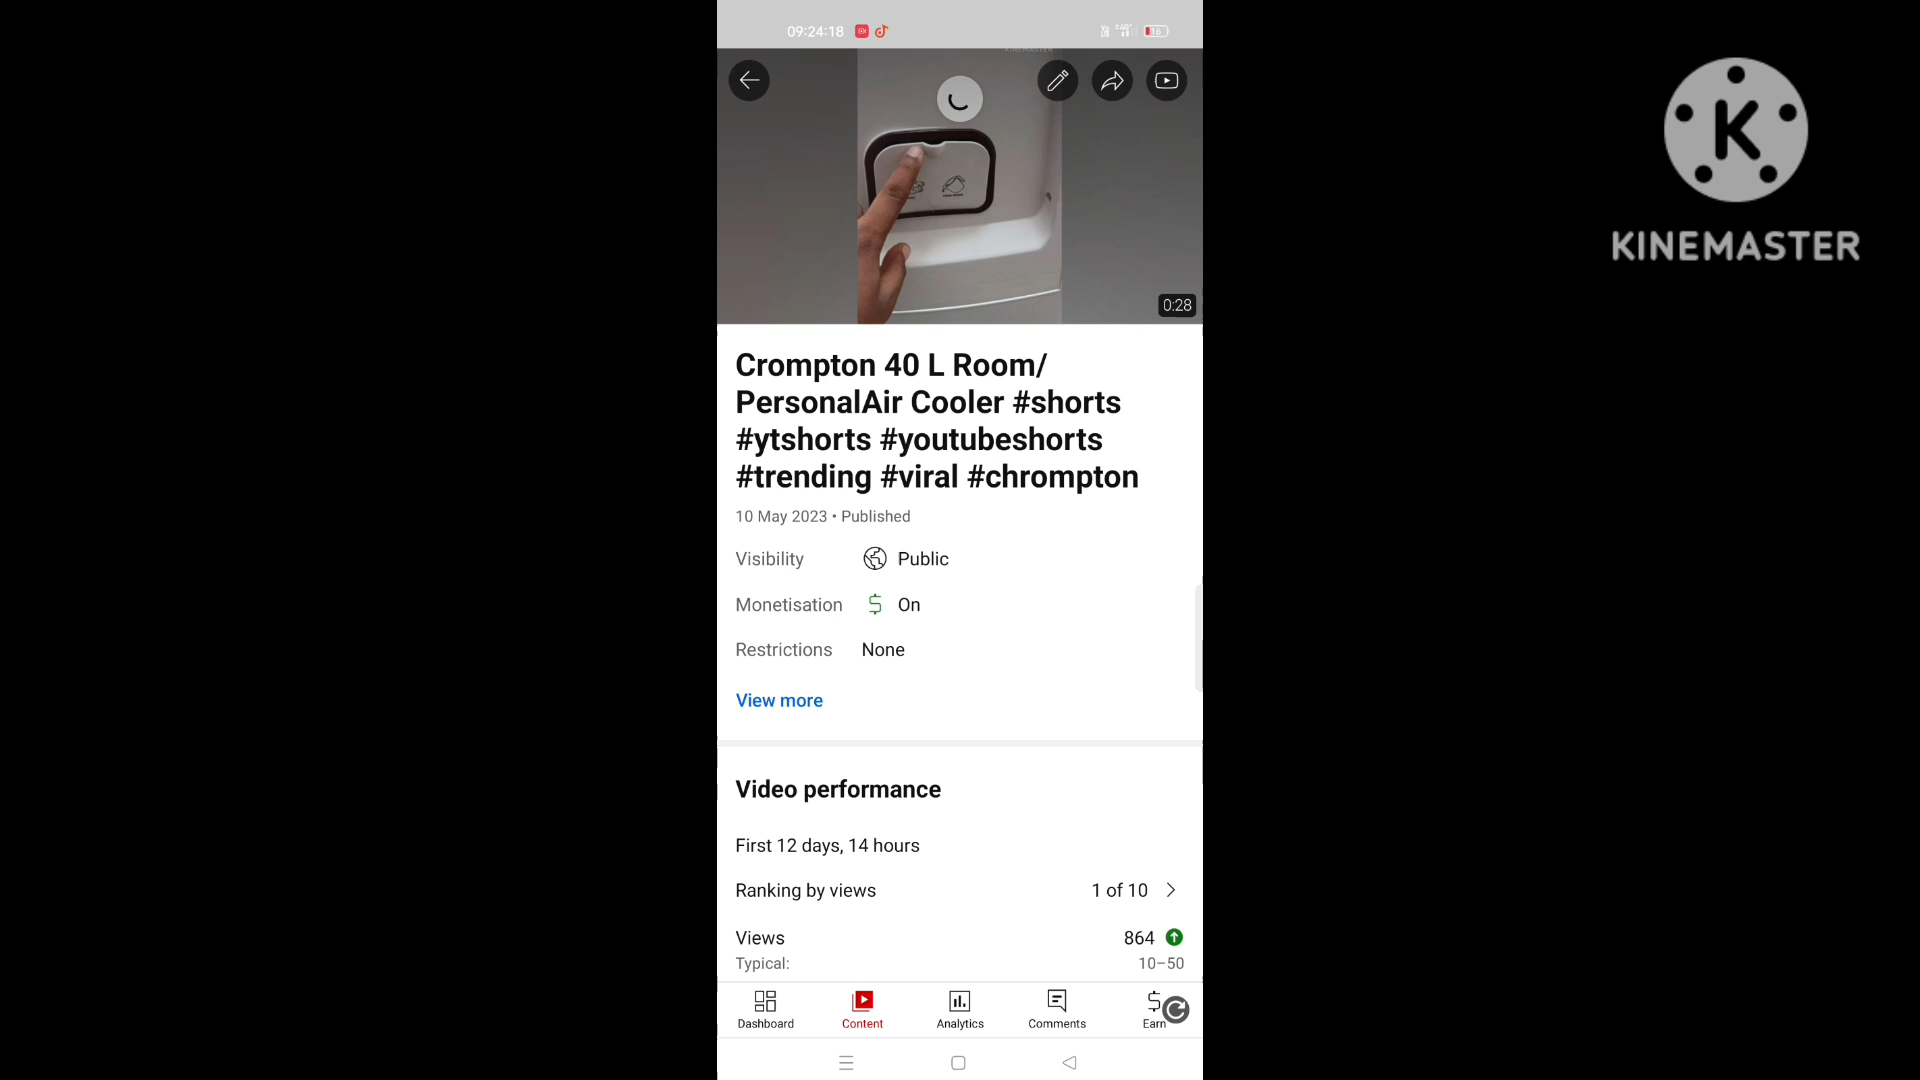 09:24:18
16
KINEMASTER
0:28
Crompton 40 L Room/
PersonalAir Cooler #shorts
#ytshorts #youtubeshorts
#trending #viral #chrompton
10 May 2023 • Published
Visibility Public
Monetisation On
Restrictions None
View more
Video performance
First 12 days, 14 hours
Ranking by views 1 of 10
Views 864
Typical: 10–50
Dashboard Content Analytics Comments Earn
K
KINEMASTER